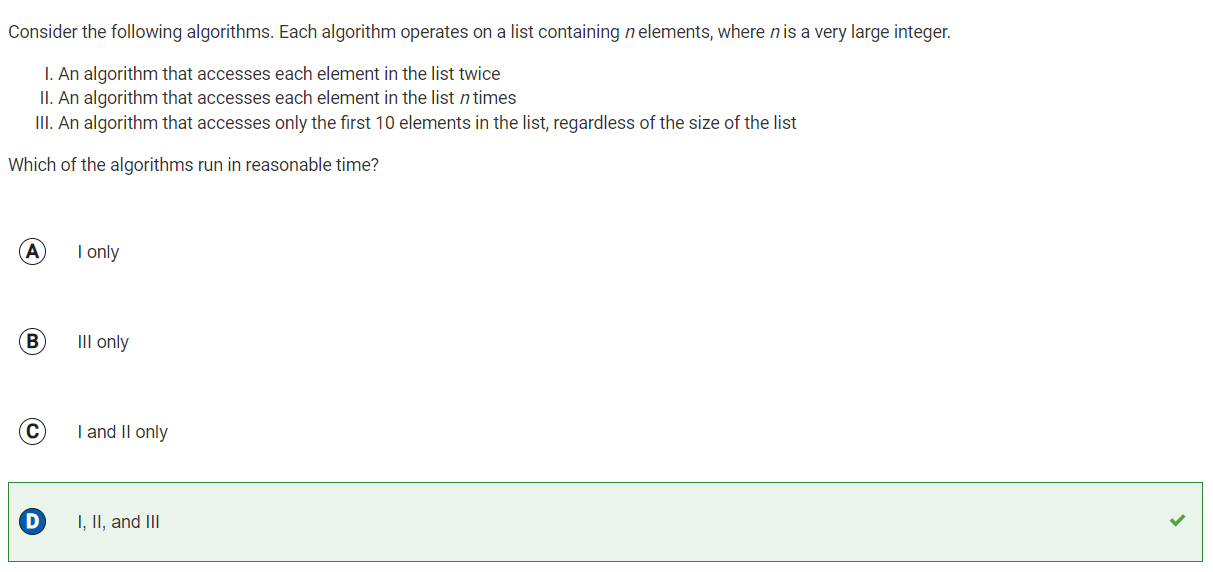 Consider the following algorithms. Each algorithm operates on a list containing n elements, where n is a very large integer.
I. An algorithm that accesses each element in the list twice
II. An algorithm that accesses each element in the list n times
III. An algorithm that accesses only the first 10 elements in the list, regardless of the size of the list
Which of the algorithms run in reasonable time?
A I only
B III only
C I and II only
D I, II, and III